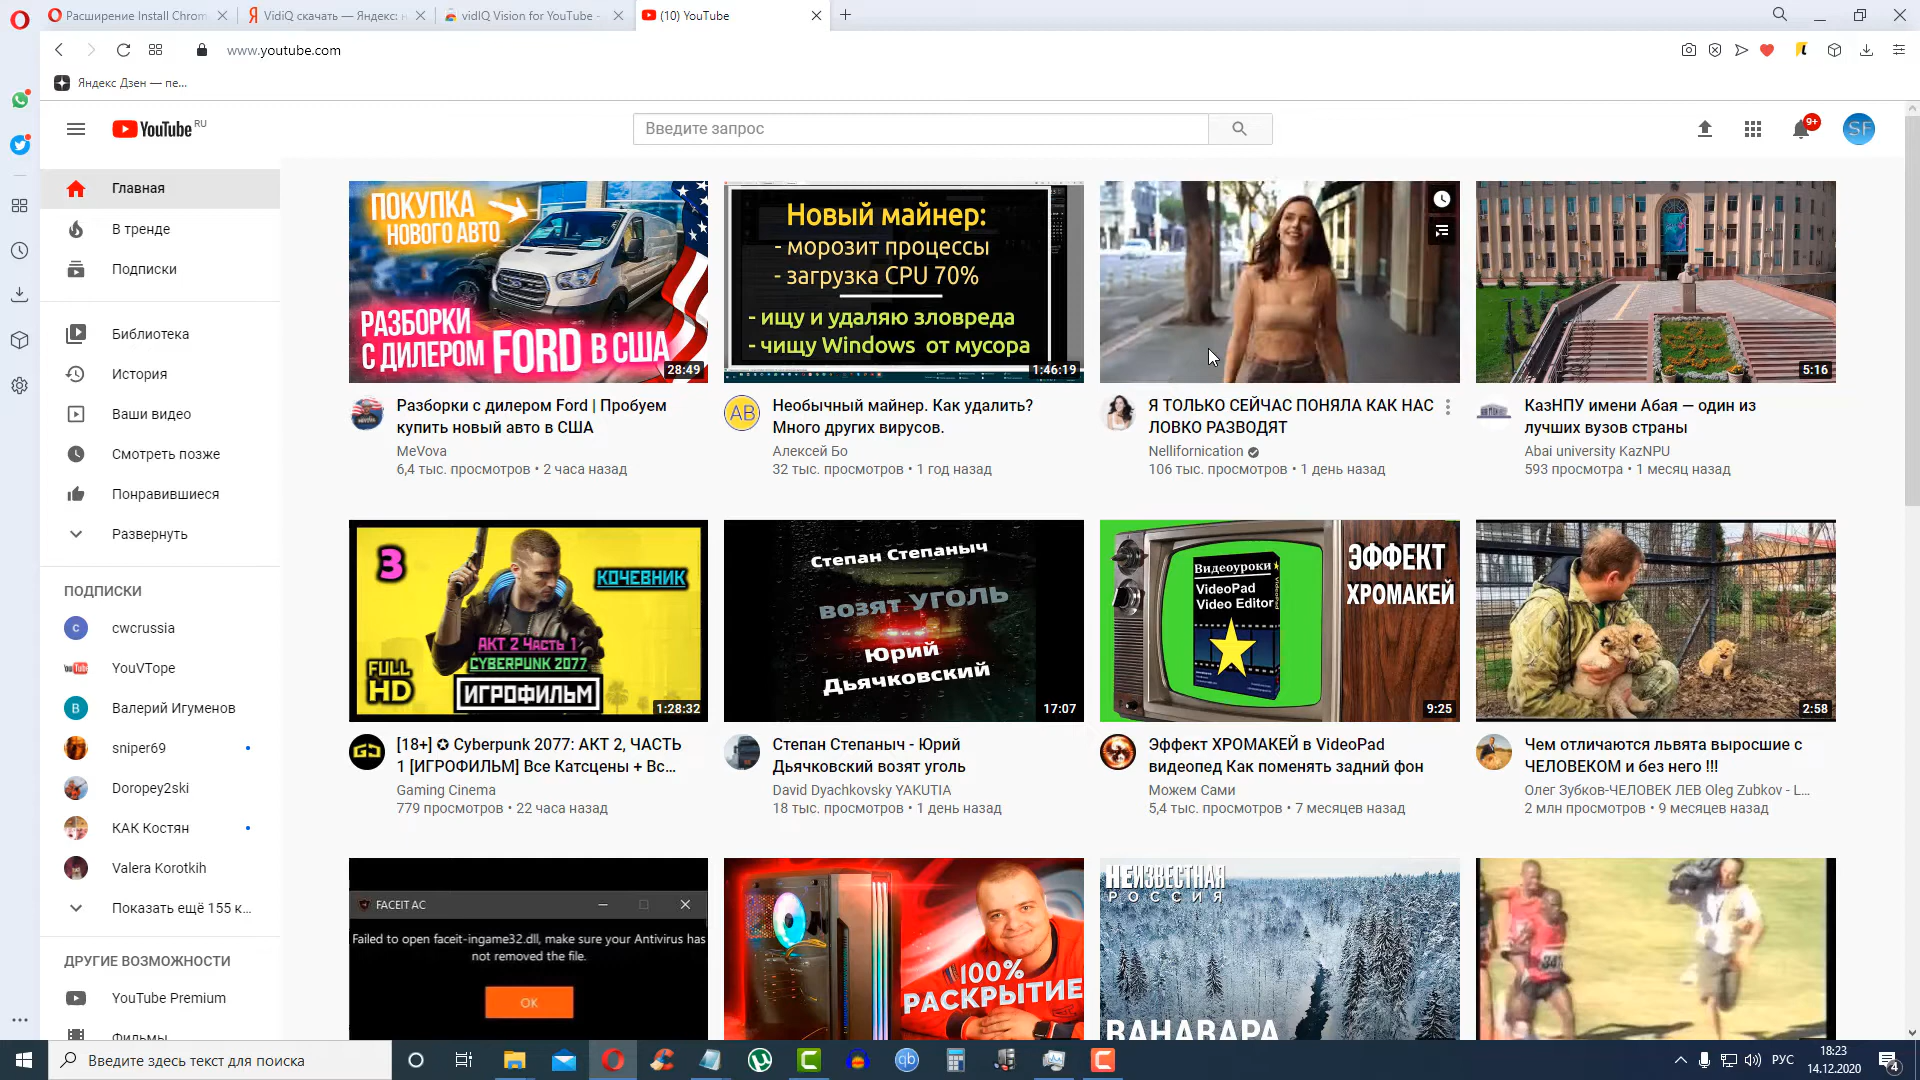 Расширение Install Chrom
VidiQ скачать — Яндекс: н
vidIQ Vision for YouTube -
(10) YouTube
www.youtube.com
Яндекс Дзен — пе...
YouTube RU
Введите запрос
9+
SF
Главная
В тренде
Подписки
Библиотека
История
Ваши видео
Смотреть позже
Понравившиеся
Развернуть
ПОДПИСКИ
cwcrussia
YouVTope
Валерий Игуменов
sniper69
Doropey2ski
КАК Костян
Valera Korotkih
Показать ещё 155 к...
ДРУГИЕ ВОЗМОЖНОСТИ
YouTube Premium
Фильмы
ПОКУПКА
НОВОГО АВТО
РАЗБОРКИ
С ДИЛЕРОМ FORD В США
28:49
Разборки с дилером Ford | Пробуем
купить новый авто в США
MeVova
6,4 тыс. просмотров • 2 часа назад
Новый майнер:
- морозит процессы
- загрузка CPU 70%
- ищу и удаляю зловреда
- чищу Windows от мусора
1:46:19
АВ
Необычный майнер. Как удалить?
Много других вирусов.
Алексей Бо
32 тыс. просмотров • 1 год назад
Я ТОЛЬКО СЕЙЧАС ПОНЯЛА КАК НАС
ЛОВКО РАЗВОДЯТ
Nellifornication
106 тыс. просмотров • 1 день назад
5:16
КазНПУ имени Абая — один из
лучших вузов страны
Abai university KazNPU
593 просмотра • 1 месяц назад
3
КОЧЕВНИК
АКТ 2 ЧАСТЬ 1
CYBERPUNK 2077
FULL
HD
ИГРОФИЛЬМ
1:28:32
[18+] ✪ Cyberpunk 2077: АКТ 2, ЧАСТЬ
1 [ИГРОФИЛЬМ] Все Катсцены + Вс...
Gaming Cinema
779 просмотров • 22 часа назад
Степан Степаныч
возят уголь
Юрий
Дьячковский
17:07
Степан Степаныч - Юрий
Дьячковский возят уголь
David Dyachkovsky YAKUTIA
18 тыс. просмотров • 1 день назад
Видеоуроки
VideoPad
Video Editor
ЭФФЕКТ
ХРОМАКЕЙ
9:25
Эффект ХРОМАКЕЙ в VideoPad
видеопед Как поменять задний фон
Можем Сами
5,4 тыс. просмотров • 7 месяцев назад
2:58
Чем отличаются львята выросшие с
ЧЕЛОВЕКОМ и без него !!!
Олег Зубков-ЧЕЛОВЕК ЛЕВ Oleg Zubkov - L...
2 млн просмотров • 9 месяцев назад
FACEIT AC
Failed to open faceit-ingame32.dll, make sure your Antivirus has
not removed the file.
OK
100%
РАСКРЫТИЕ
НЕИЗВЕСТНАЯ
РОССИЯ
ВАНАВАРА
Введите здесь текст для поиска
qb
РУС
18:23
14.12.2020
4